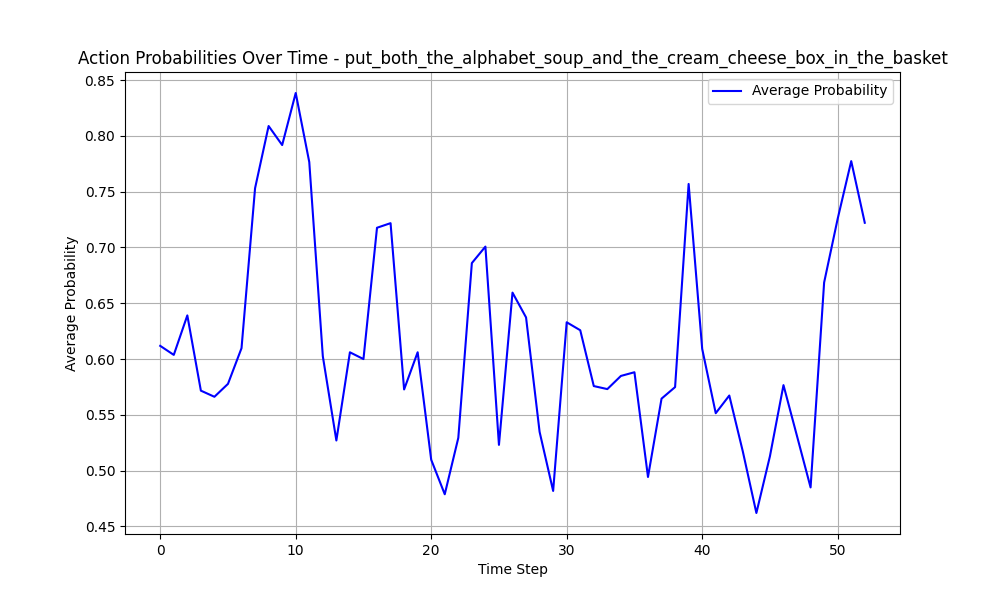 Action Probabilities Over Time - put_both_the_alphabet_soup_and_the_cream_cheese_box_in_the_basket
Average Probability
0.85
0.80
0.75
0.70
0.65
0.60
0.55
0.50
0.45
Average Probability
0 10 20 30 40 50
Time Step